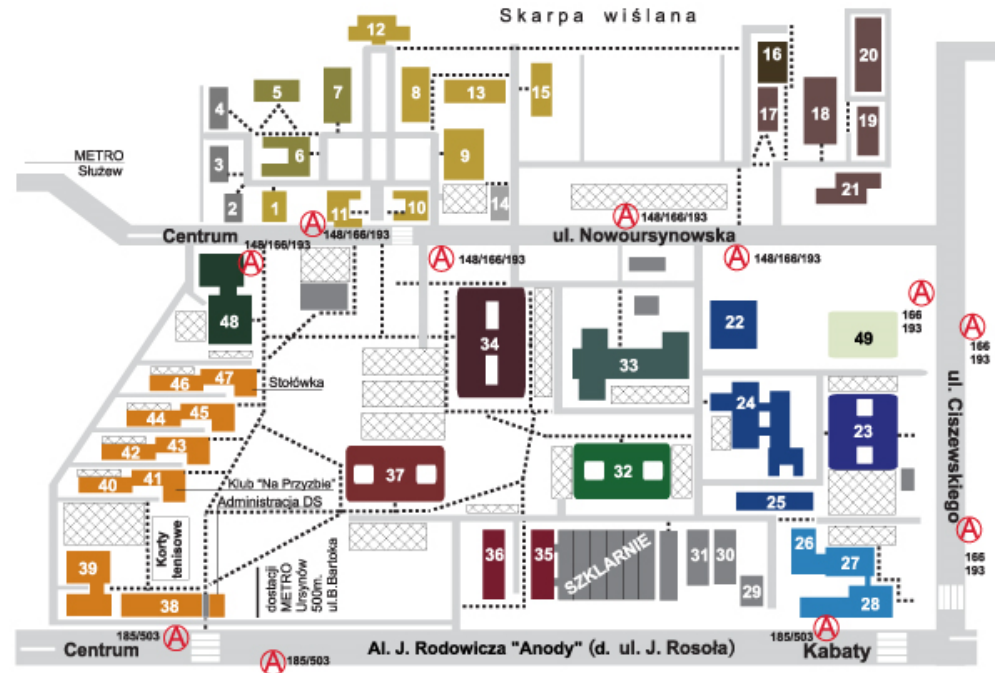 Skarpa wiślana
12
16
20
5
7
8
13
15
4
17
18
19
METRO
Służew
3
6
9
21
2
1
11
10
14
A
148/166/193
A
148/166/193
Centrum
ul. Nowoursynowska
148/166/193
A
A
148/166/193
A
148/166/193
A
166
193
A
166
193
48
34
22
49
33
46
47
Stołówka
24
23
ul. Ciszewskiego
44
45
42
43
37
32
40
41
Klub "Na Przyzbie"
Administracja DS
25
Korty
tenisowe
39
36
35
SZKLARNIE
31
30
29
26
27
28
A
166
193
dostacji
METRO
Ursynów
500m.
ul.B.Bartoka
38
185/503
A
185/503
A
Centrum
A
185/503
Al. J. Rodowicza "Anody" (d. ul. J. Rosoła)
Kabaty